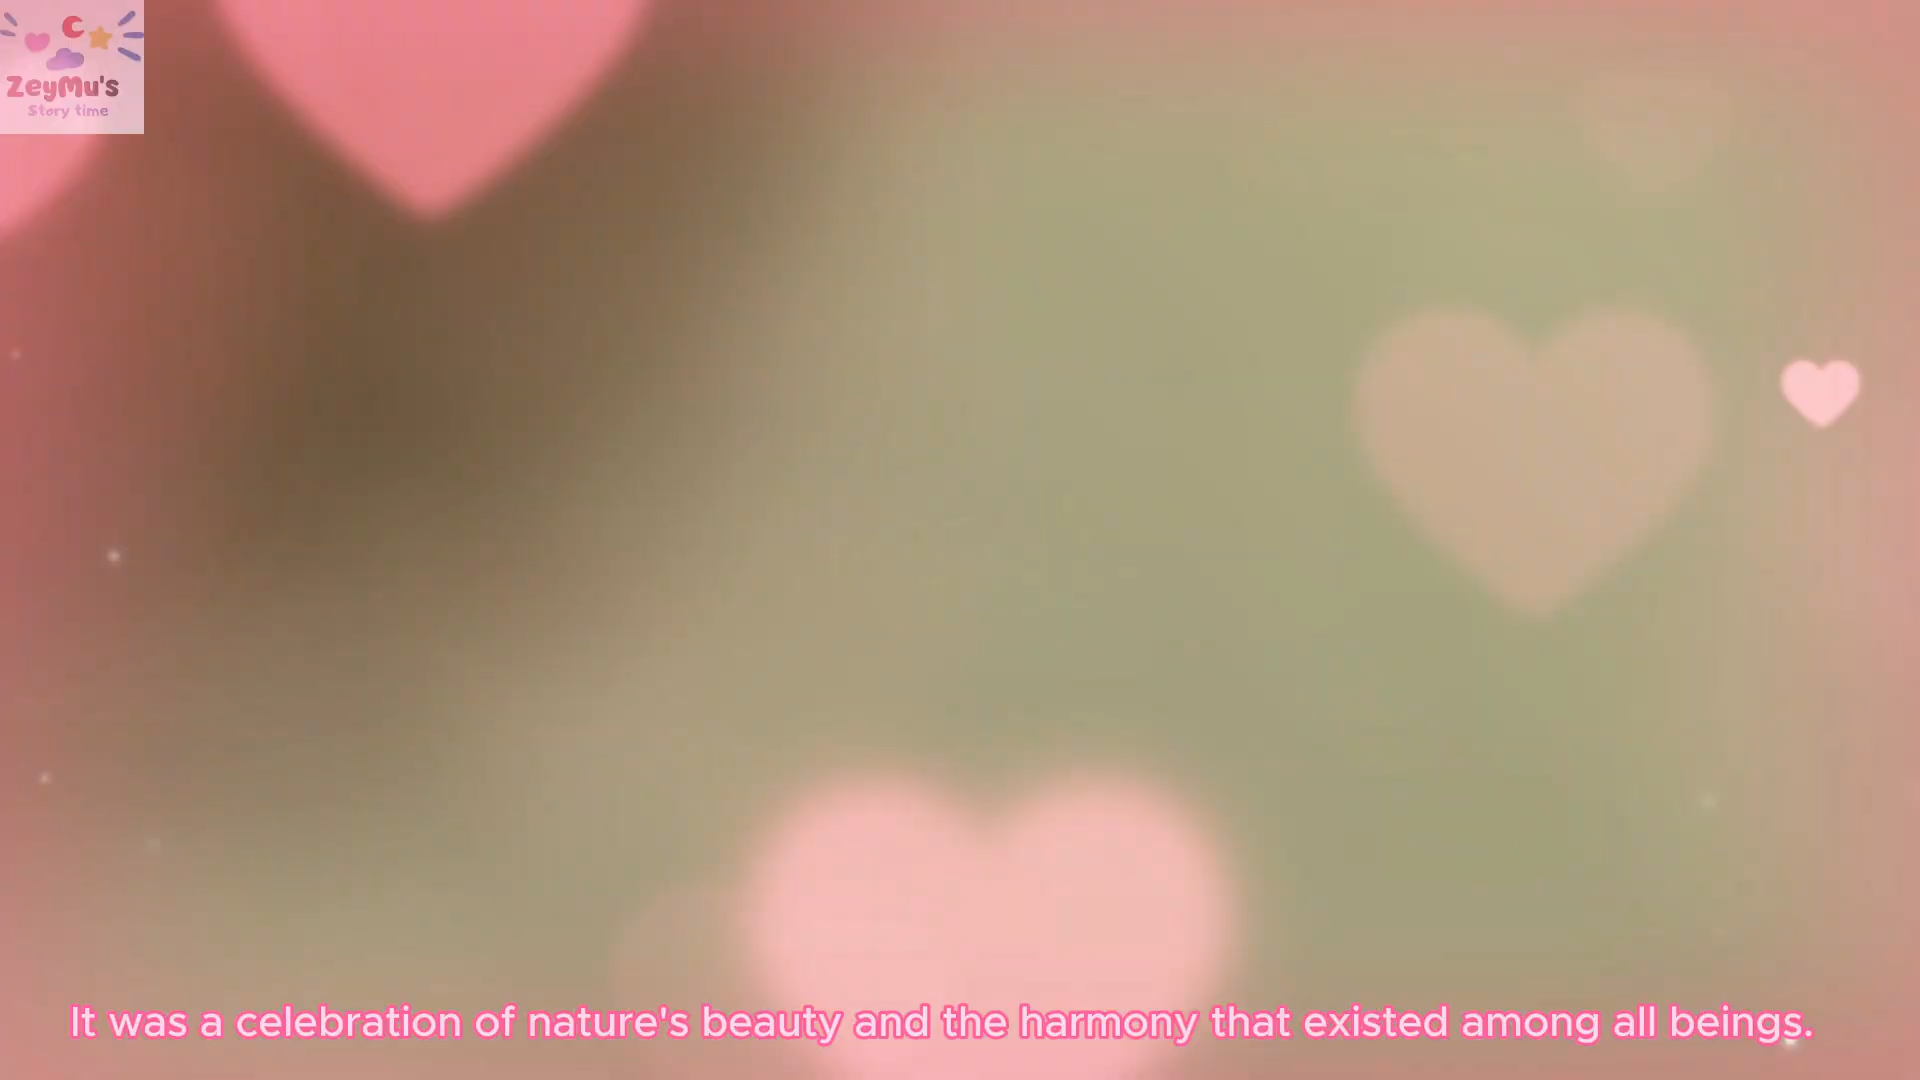 ZeyMu's
Story time
It was a celebration of nature's beauty and the harmony that existed among all beings.